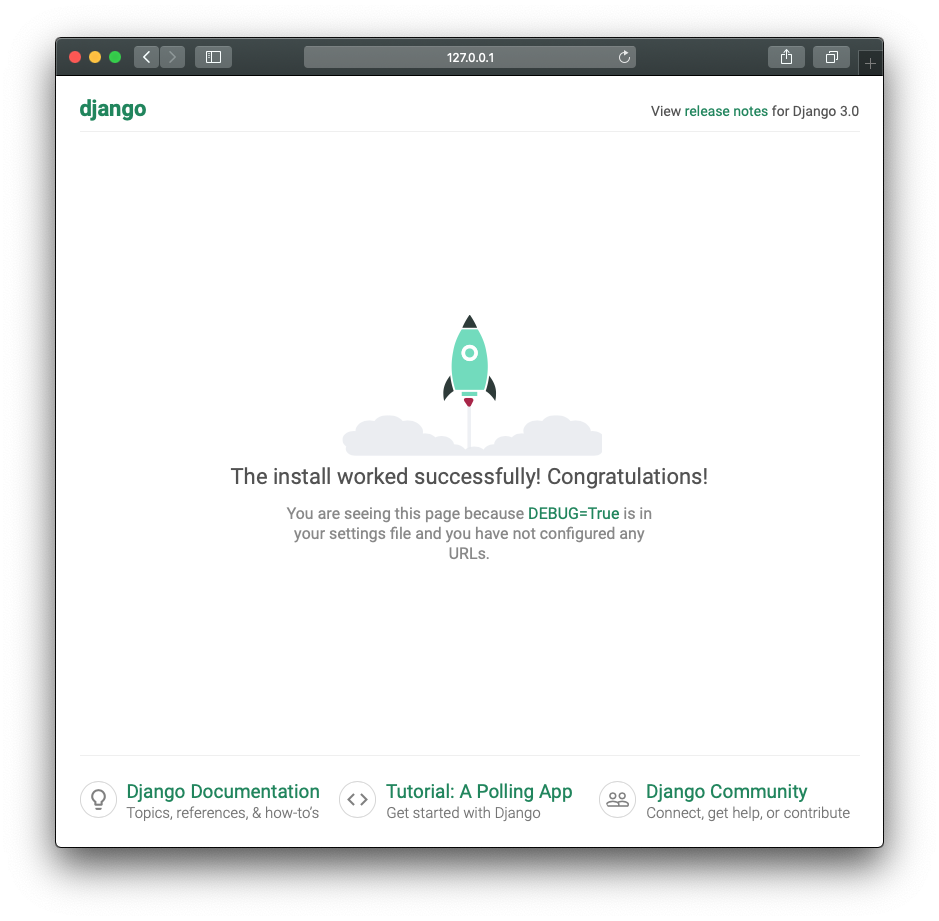 127.0.0.1
django
View release notes for Django 3.0
The install worked successfully! Congratulations!
You are seeing this page because DEBUG=True is in
your settings file and you have not configured any
URLs.
Django Documentation
Topics, references, & how-to’s
Tutorial: A Polling App
Get started with Django
Django Community
Connect, get help, or contribute